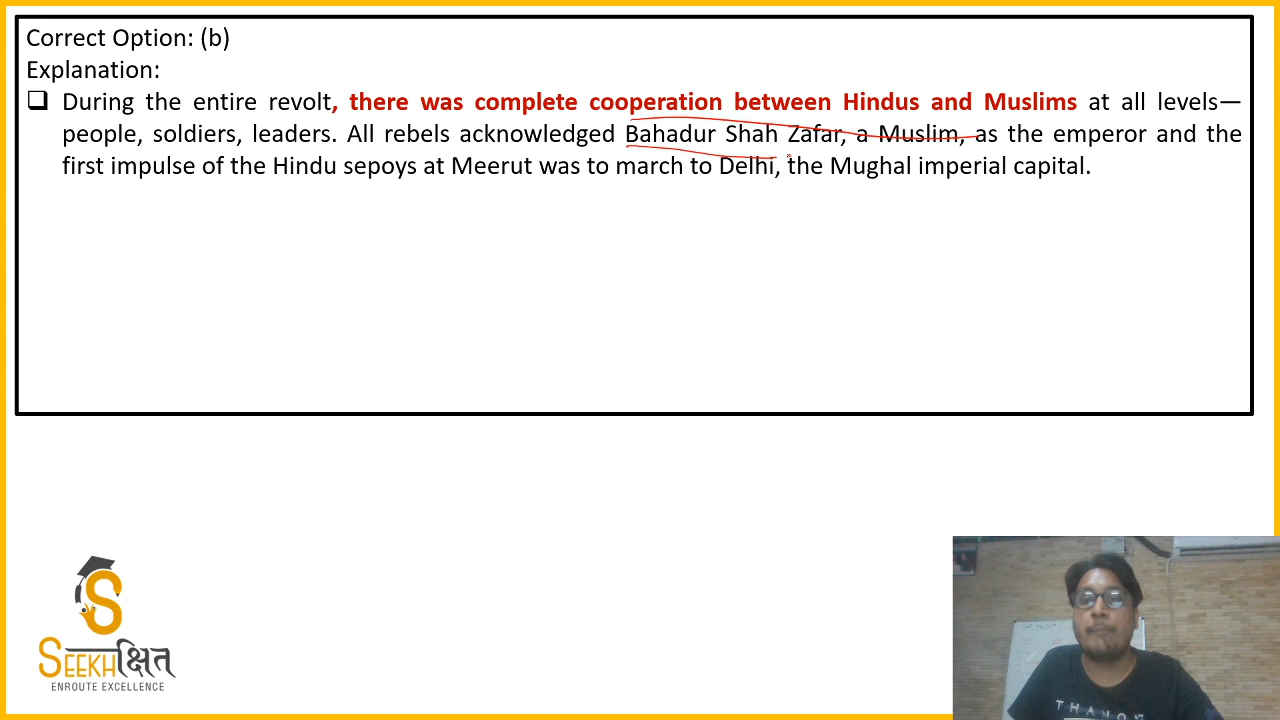 Correct Option: (b)
Explanation:
During the entire revolt, there was complete cooperation between Hindus and Muslims at all levels—
people, soldiers, leaders. All rebels acknowledged Bahadur Shah Zafar, a Muslim, as the emperor and the
first impulse of the Hindu sepoys at Meerut was to march to Delhi, the Mughal imperial capital.
SEEKHक्षित
ENROUTE EXCELLENCE
THANOS